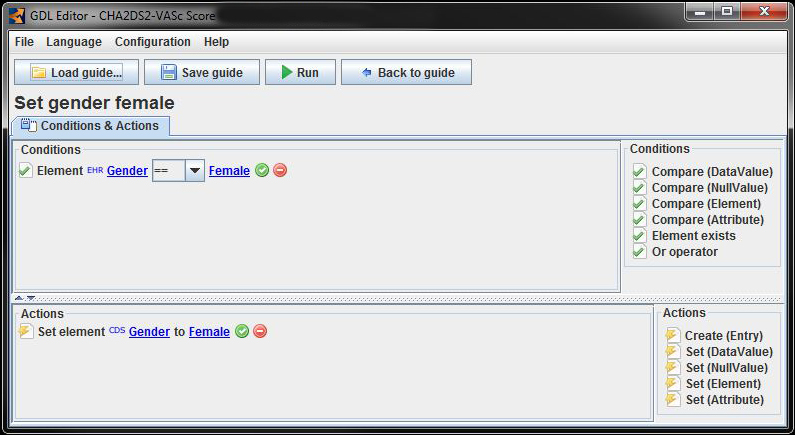 GDL Editor - CHA2DS2-VASc Score
File Language Configuration Help
Load guide... Save guide Run Back to guide
Set gender female
Conditions & Actions
Conditions
Element EHR Gender == Female
Conditions
Compare (DataValue)
Compare (NullValue)
Compare (Element)
Compare (Attribute)
Element exists
Or operator
Actions
Set element CDS Gender to Female
Actions
Create (Entry)
Set (DataValue)
Set (NullValue)
Set (Element)
Set (Attribute)